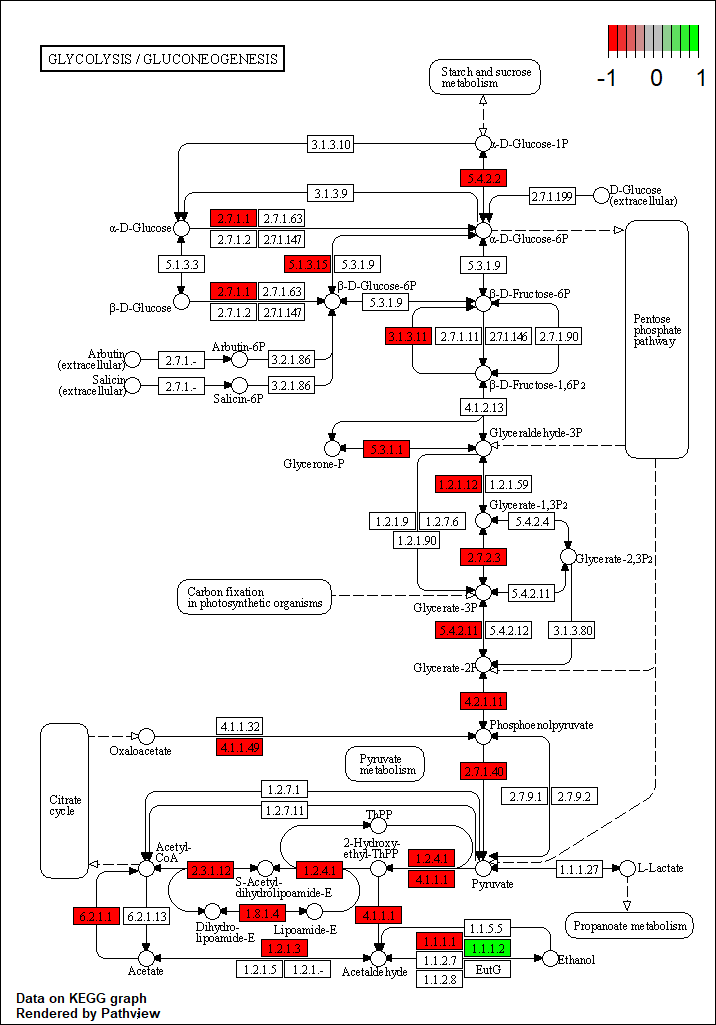 GLYCOLYSIS / GLUCONEOGENESIS
-1 0 1
Starch and sucrose
metabolism
3.1.3.10
α-D-Glucose-1P
5.4.2.2
3.1.3.9
2.7.1.199
D-Glucose
(extracellular)
2.7.1.1
2.7.1.63
α-D-Glucose
2.7.1.2
2.7.1.147
α-D-Glucose-6P
5.1.3.3
5.1.3.15
5.3.1.9
5.3.1.9
β-D-Glucose-6P
2.7.1.1
2.7.1.63
β-D-Glucose
2.7.1.2
2.7.1.147
5.3.1.9
β-D-Fructose-6P
Pentose
phosphate
pathway
3.1.3.11
2.7.1.11
2.7.1.146
2.7.1.90
Arbutin
(extracellular)
2.7.1.-
Arbutin-6P
3.2.1.86
Salicin
(extracellular)
2.7.1.-
Salicin-6P
3.2.1.86
β-D-Fructose-1,6P2
4.1.2.13
Glyceraldehyde-3P
5.3.1.1
Glycerone-P
1.2.1.12
1.2.1.59
Glycerate-1,3P2
1.2.1.9
1.2.7.6
5.4.2.4
1.2.1.90
2.7.2.3
Glycerate-2,3P2
Carbon fixation
in photosynthetic organisms
5.4.2.11
Glycerate-3P
5.4.2.11
5.4.2.12
3.1.3.80
Glycerate-2P
4.2.1.11
4.1.1.32
Phosphoenolpyruvate
Oxaloacetate
4.1.1.49
Pyruvate
metabolism
2.7.1.40
Citrate
cycle
1.2.7.1
2.7.9.1
2.7.9.2
1.2.7.11
ThPP
Acetyl-
CoA
2-Hydroxy-
ethyl-ThPP
2.3.1.12
S-Acetyl-
dihydrolipoamide-E
1.2.4.1
1.2.4.1
4.1.1.1
Pyruvate
1.1.1.27
L-Lactate
6.2.1.1
6.2.1.13
Dihydro-
lipoamide-E
1.8.1.4
Lipoamide-E
4.1.1.1
Propanoate metabolism
1.1.5.5
1.2.1.3
1.1.1.1
1.1.1.2
Acetate
1.2.1.5
1.2.1.-
Acetaldehyde
1.1.2.7
EutG
Ethanol
1.1.2.8
Data on KEGG graph
Rendered by Pathview